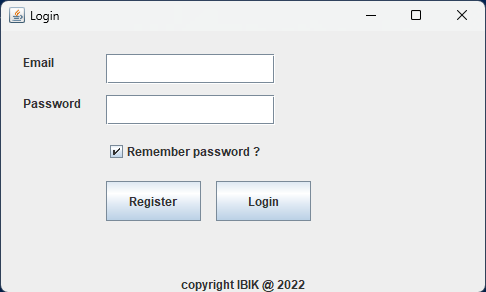 Login
Email
Password
Remember password ?
Register Login
copyright IBIK @ 2022